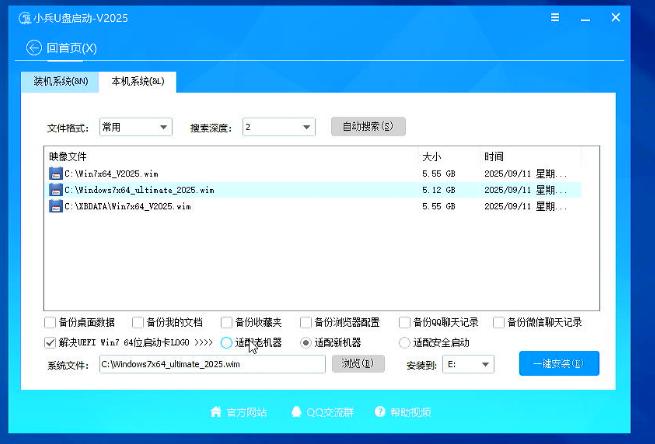 小兵U盘启动-V2025
回首页(X)
装机系统(&N) 本机系统(&L)
文件格式: 常用 搜索深度: 2 自动搜索(S)
映像文件 大小 时间
C:\Win7x64_V2025.wim 5.55 GB 2025/09/11 星期...
C:\Windows7x64_ultimate_2025.wim 5.12 GB 2025/09/11 星期...
C:\XBDATA\Win7x64_V2025.wim 5.55 GB 2025/09/11 星期...
备份桌面数据 备份我的文档 备份收藏夹 备份浏览器配置 备份QQ聊天记录 备份微信聊天记录
解决UEFI Win7 64位启动卡LOGO >>>> 适配老机器 适配新机器 适配安全启动
系统文件: C:\Windows7x64_ultimate_2025.wim 浏览(B) 安装到: E: 一键安装(E)
官方网站 QQ交流群 帮助视频